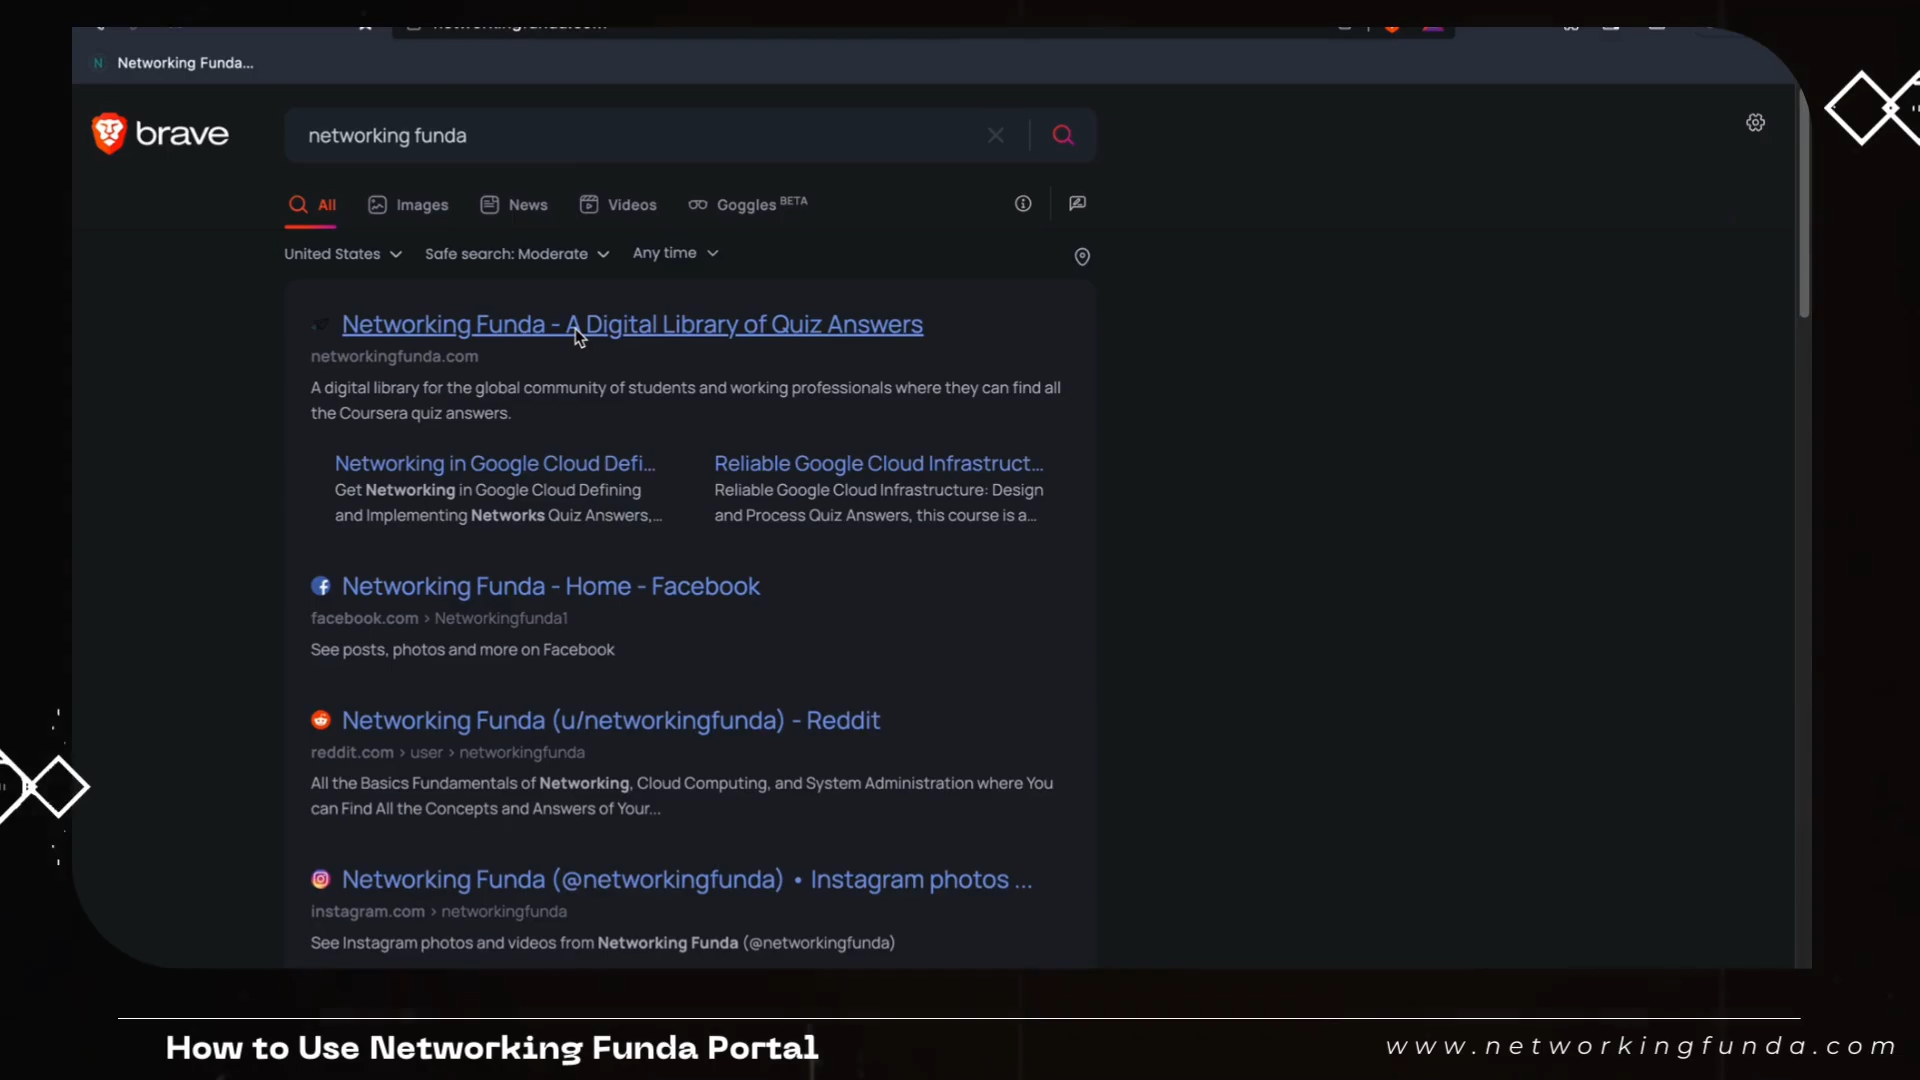 Networking Funda...
brave
networking funda
All Images News Videos Goggles BETA
United States Safe search: Moderate Any time
Networking Funda - A Digital Library of Quiz Answers
networkingfunda.com
A digital library for the global community of students and working professionals where they can find all
the Coursera quiz answers.
Networking in Google Cloud Defi...
Get Networking in Google Cloud Defining
and Implementing Networks Quiz Answers,...
Reliable Google Cloud Infrastruct...
Reliable Google Cloud Infrastructure: Design
and Process Quiz Answers, this course is a...
Networking Funda - Home - Facebook
facebook.com › Networkingfunda1
See posts, photos and more on Facebook
Networking Funda (u/networkingfunda) - Reddit
reddit.com › user › networkingfunda
All the Basics Fundamentals of Networking, Cloud Computing, and System Administration where You
can Find All the Concepts and Answers of Your...
Networking Funda (@networkingfunda) • Instagram photos ...
instagram.com › networkingfunda
See Instagram photos and videos from Networking Funda (@networkingfunda)
How to Use Networking Funda Portal
www.networkingfunda.com